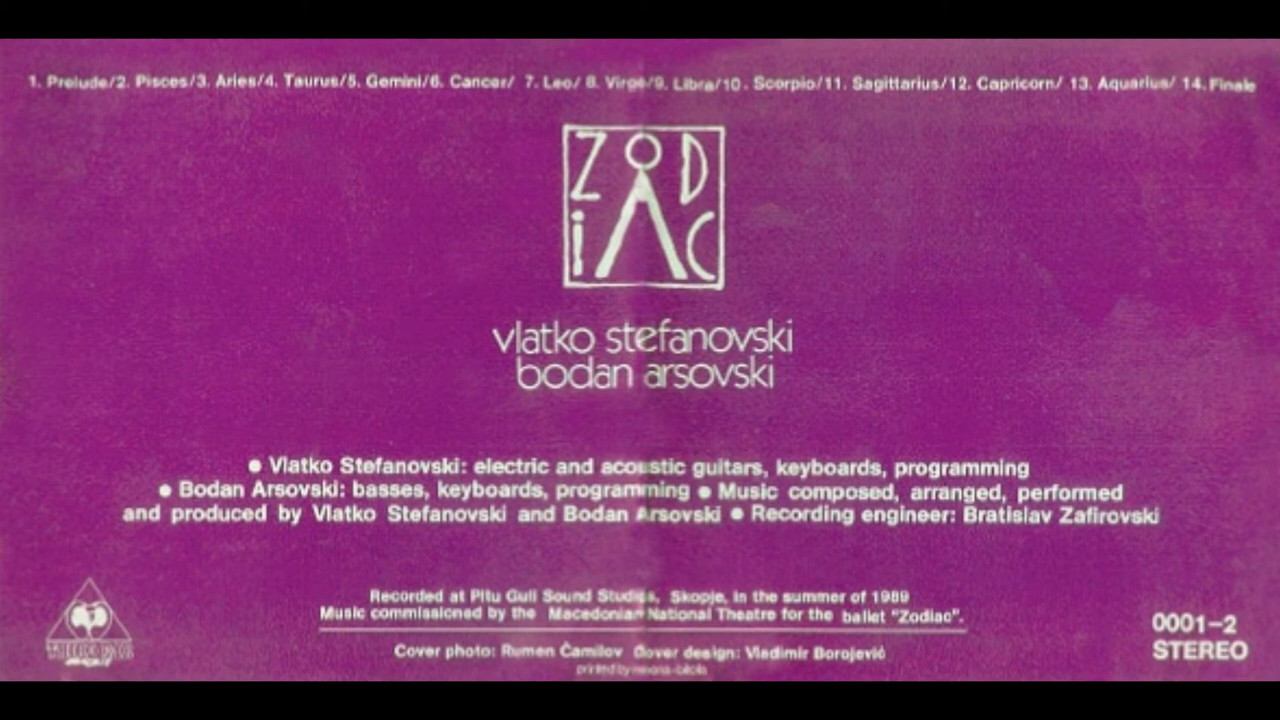 1. Prelude/2. Pisces/3. Aries/4. Taurus/5. Gemini/6. Cancer/ 7. Leo/ 8. Virgo/9. Libra/10. Scorpio/11. Sagittarius/12. Capricorn/ 13. Aquarius/ 14. Finale
ZOD
iAC
vlatko stefanovski
bodan arsovski
● Vlatko Stefanovski: electric and acoustic guitars, keyboards, programming
● Bodan Arsovski: basses, keyboards, programming ● Music composed, arranged, performed
and produced by Vlatko Stefanovski and Bodan Arsovski ● Recording engineer: Bratislav Zafirovski
Recorded at Pitu Guli Sound Studios, Skopje, in the summer of 1989
Music commissioned by the Macedonian National Theatre for the ballet "Zodiac".
Cover photo: Rumen Čamilov Cover design: Vladimir Borojević
printed by
0001-2
STEREO